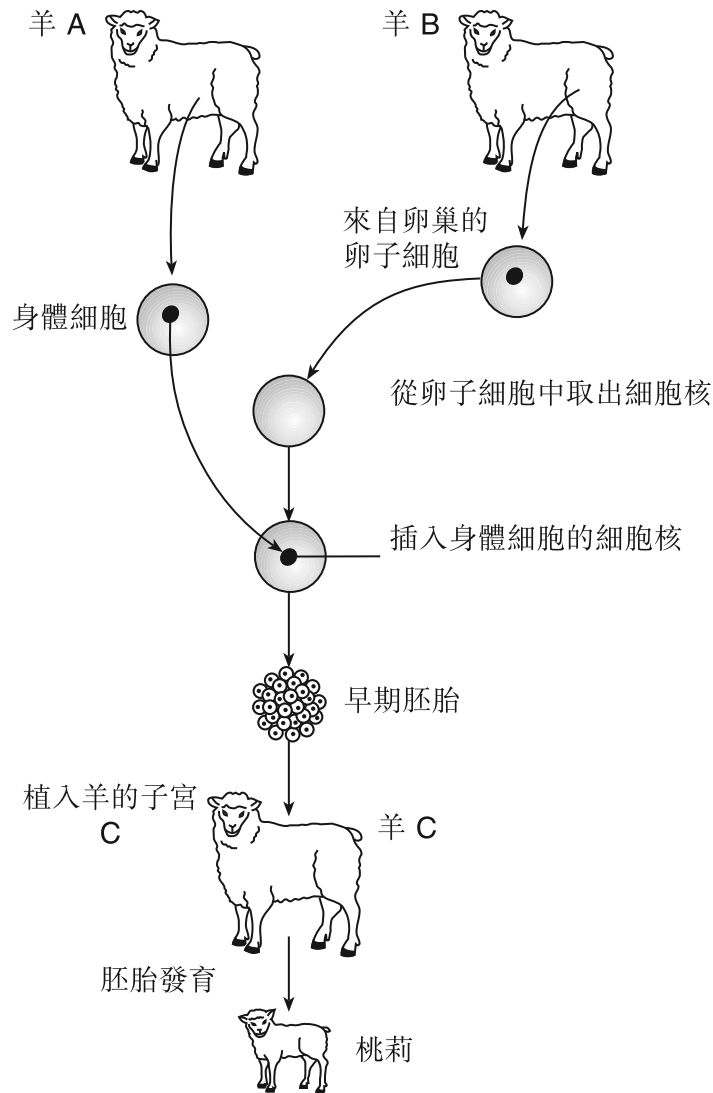 羊 A
羊 B
來自卵巢的
卵子細胞
身體細胞
從卵子細胞中取出細胞核
插入身體細胞的細胞核
早期胚胎
植入羊的子宮
C
羊 C
胚胎發育
桃莉